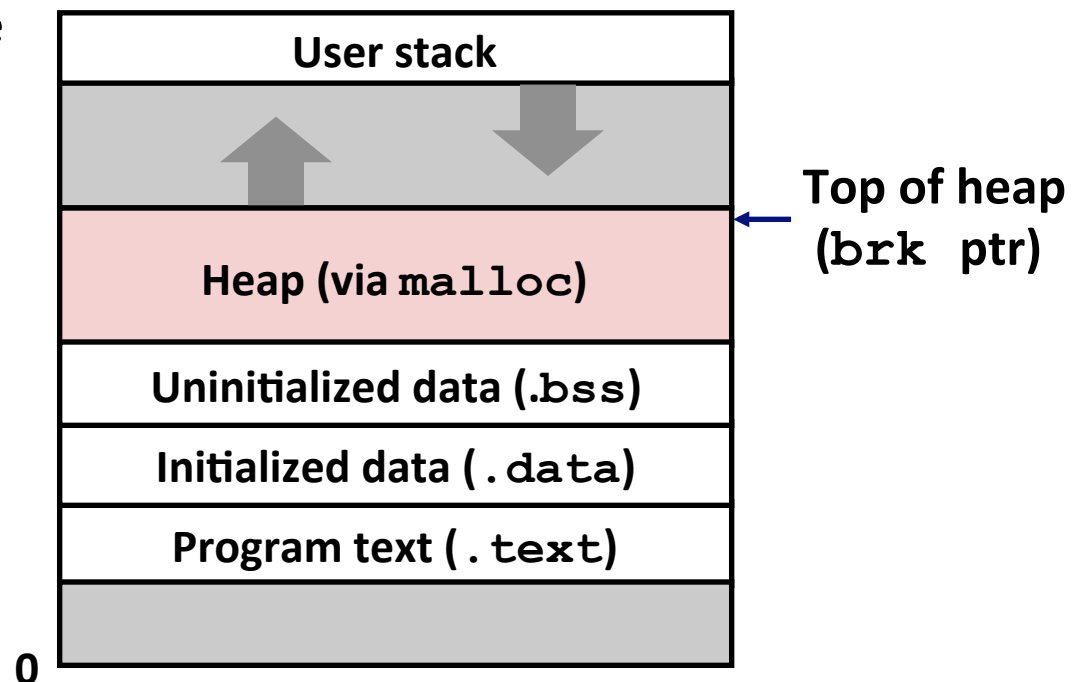 e
User stack
Top of heap
(brk ptr)
Heap (via malloc)
Uninitialized data (.bss)
Initialized data (.data)
Program text (.text)
0